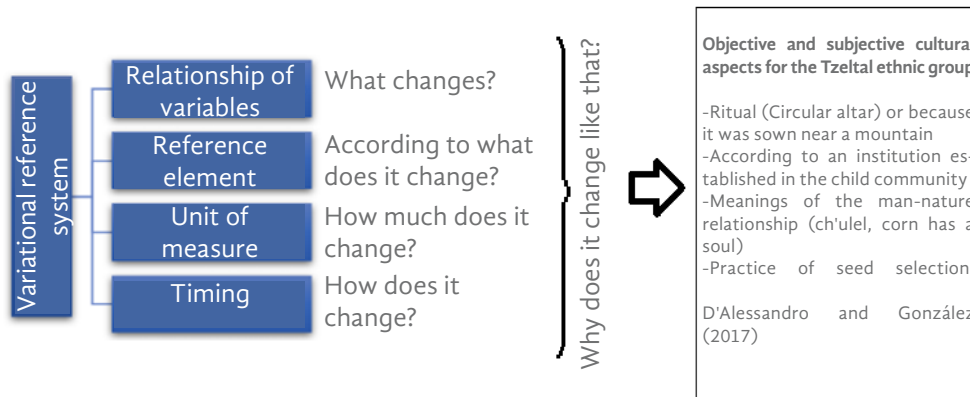 Variational reference
system
Relationship of
variables
What changes?
Reference
element
According to what
does it change?
Unit of
measure
How much does it
change?
Timing
How does it
change?
Why does it change like that?
Objective and subjective cultura
aspects for the Tzeltal ethnic group
-Ritual (Circular altar) or because
it was sown near a mountain
-According to an institution es-
tablished in the child community
-Meanings of the man-nature
relationship (ch'ulel, corn has a
soul)
-Practice of seed selection
D'Alessandro and González
(2017)